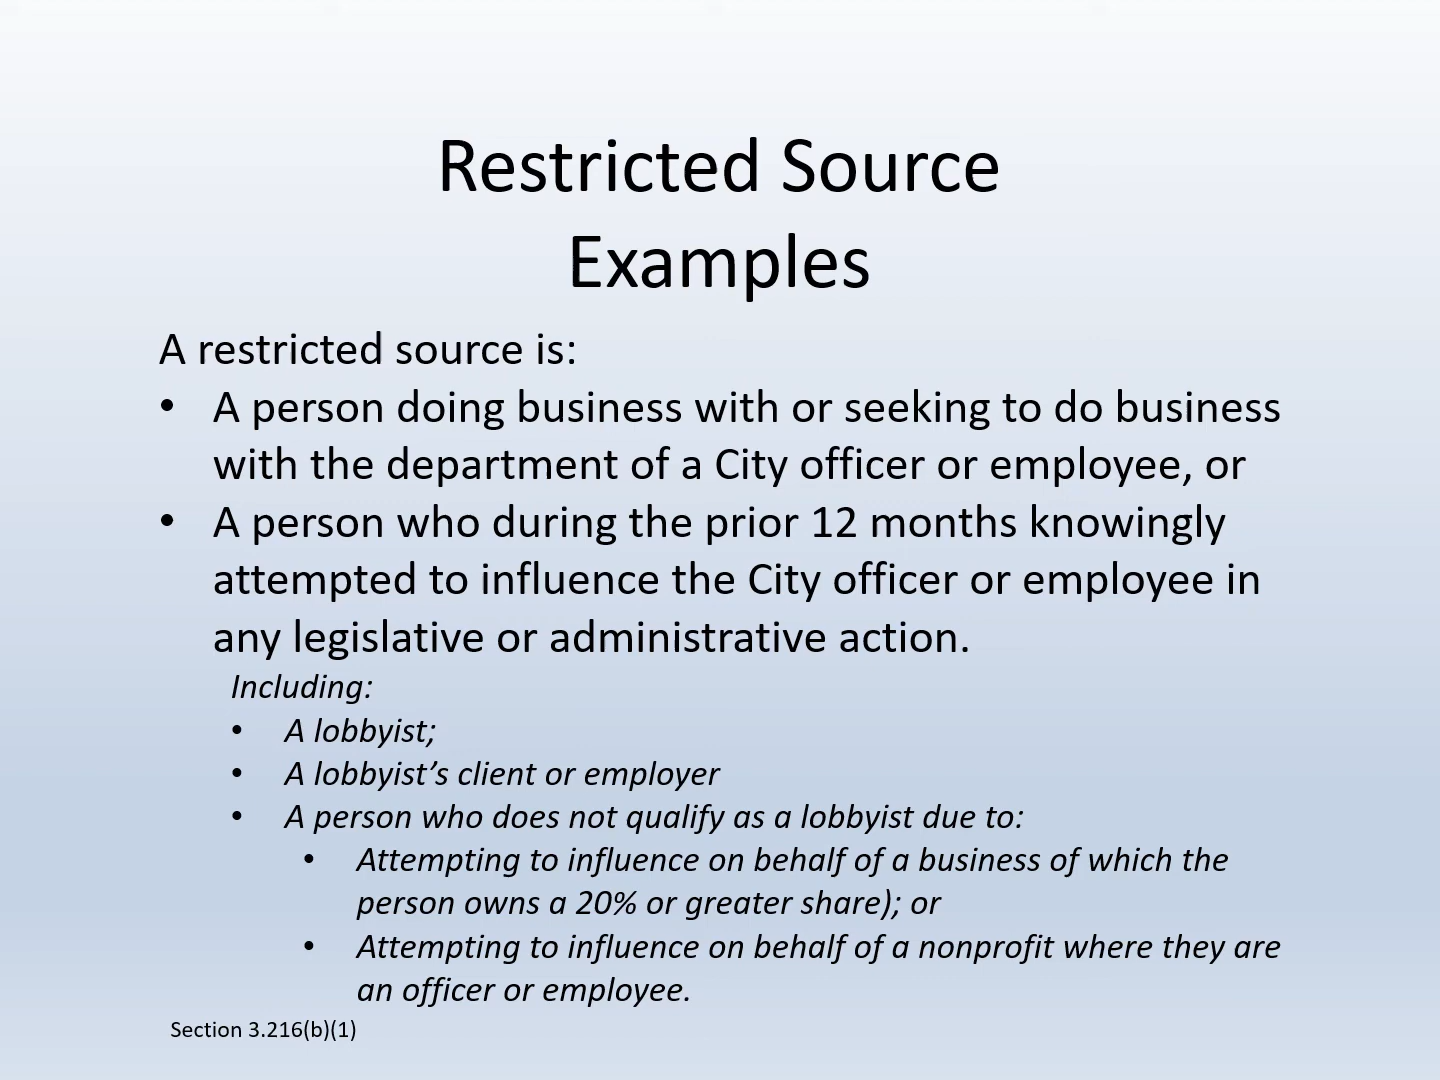 Restricted Source
Examples
A restricted source is:
• A person doing business with or seeking to do business
with the department of a City officer or employee, or
• A person who during the prior 12 months knowingly
attempted to influence the City officer or employee in
any legislative or administrative action.
Including:
• A lobbyist;
• A lobbyist’s client or employer
• A person who does not qualify as a lobbyist due to:
• Attempting to influence on behalf of a business of which the
person owns a 20% or greater share); or
• Attempting to influence on behalf of a nonprofit where they are
an officer or employee.
Section 3.216(b)(1)